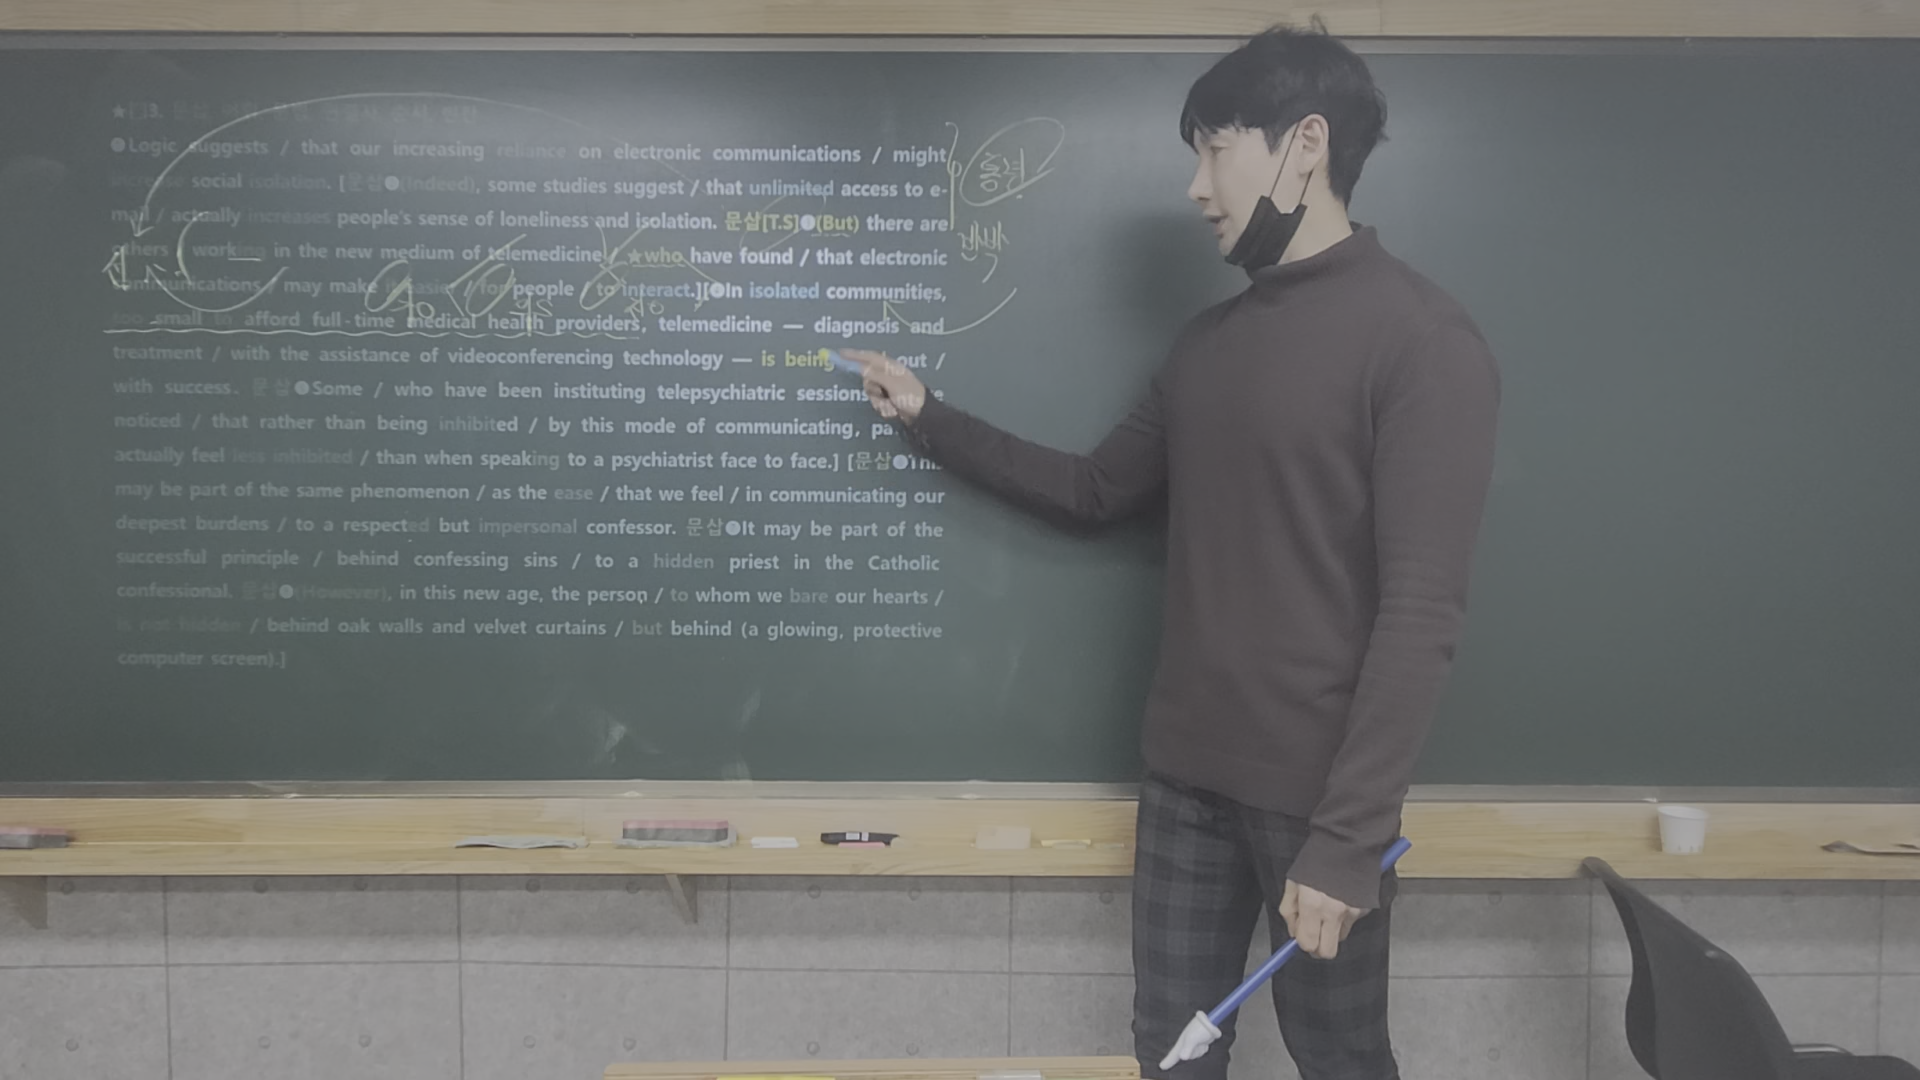 ★
Logic suggests / that our increasing reliance on electronic communications / might
increase social isolation. [문삽(Indeed), some studies suggest / that unlimited access to e-
mail / actually increases people's sense of loneliness and isolation. 문삽[T.S](But) there are
others / working in the new medium of telemedicine / ★who have found / that electronic
communications / may make it easier / for people / to interact.][In isolated communities,
too small to afford full-time medical health providers, telemedicine — diagnosis and
treatment / with the assistance of videoconferencing technology — is being out /
with success. 문삽Some / who have been instituting telepsychiatric sessions
noticed / that rather than being inhibited / by this mode of communicating,
actually feel less inhibited / than when speaking to a psychiatrist face to face.] [문삽This
may be part of the same phenomenon / as the ease / that we feel / in communicating our
deepest burdens / to a respected but impersonal confessor. 문삽It may be part of the
successful principle / behind confessing sins / to a hidden priest in the Catholic
confessional. 문삽(However), in this new age, the person / to whom we bare our hearts /
is not hidden / behind oak walls and velvet curtains / but behind (a glowing, protective
computer screen).]